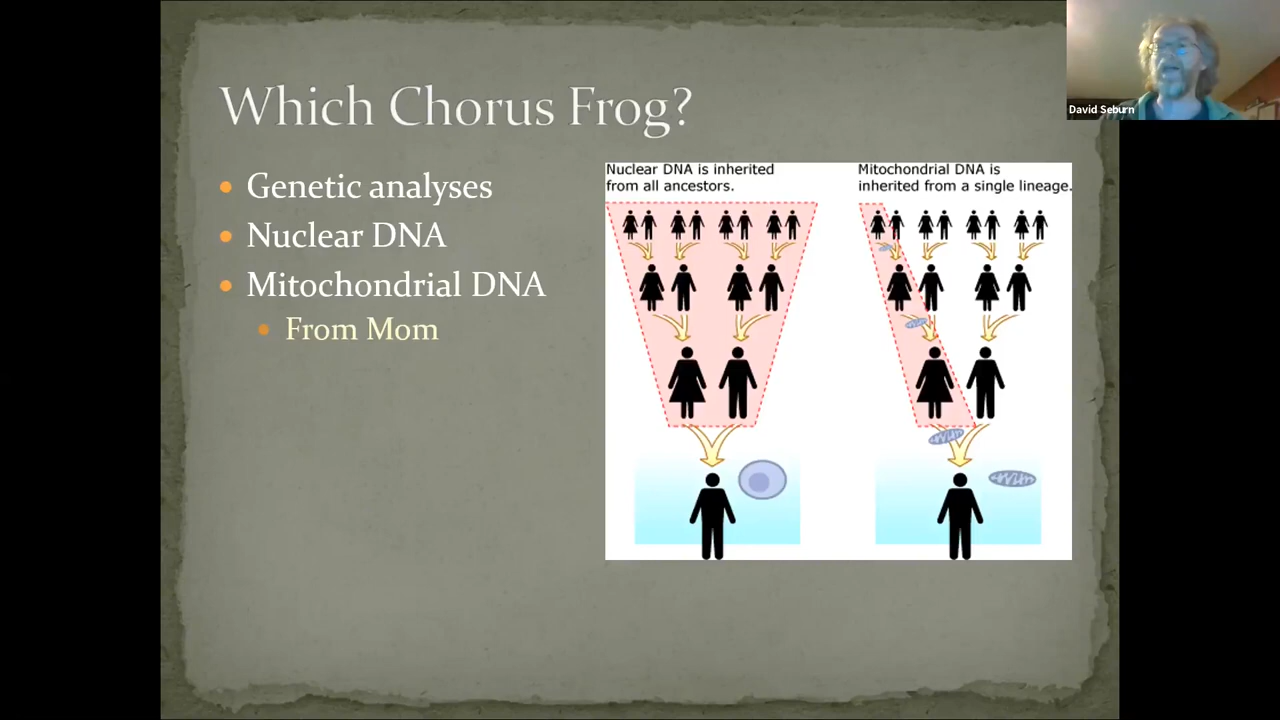 Which Chorus Frog?
Genetic analyses
Nuclear DNA
Mitochondrial DNA
From Mom
Nuclear DNA is inherited
from all ancestors.
Mitochondrial DNA is
inherited from a single lineage.
David Seburn